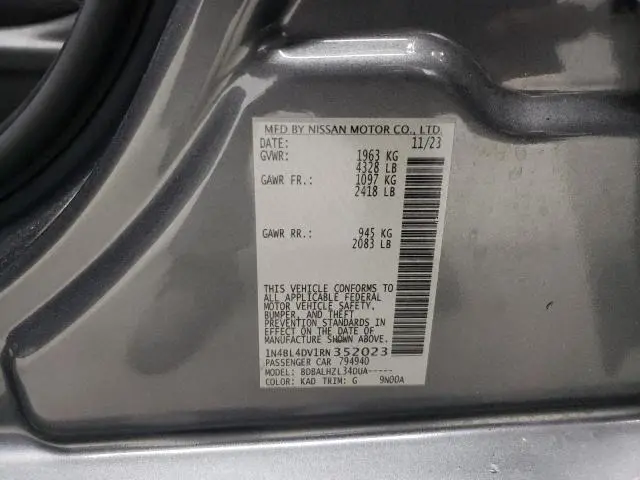 MFD BY NISSAN MOTOR CO., LTD.
DATE: 11/23
GVWR: 1963 KG
4328 LB
GAWR FR.: 1097 KG
2418 LB
GAWR RR.: 945 KG
2083 LB
THIS VEHICLE CONFORMS TO
ALL APPLICABLE FEDERAL
MOTOR VEHICLE SAFETY,
BUMPER, AND THEFT
PREVENTION STANDARDS IN
EFFECT ON THE DATE OF
MANUFACTURE SHOWN ABOVE.
1N4BL4DV1RN352023
PASSENGER CAR 794940
MODEL: BDBALHZL34DUA-----
COLOR: KAD TRIM: G 9N00A